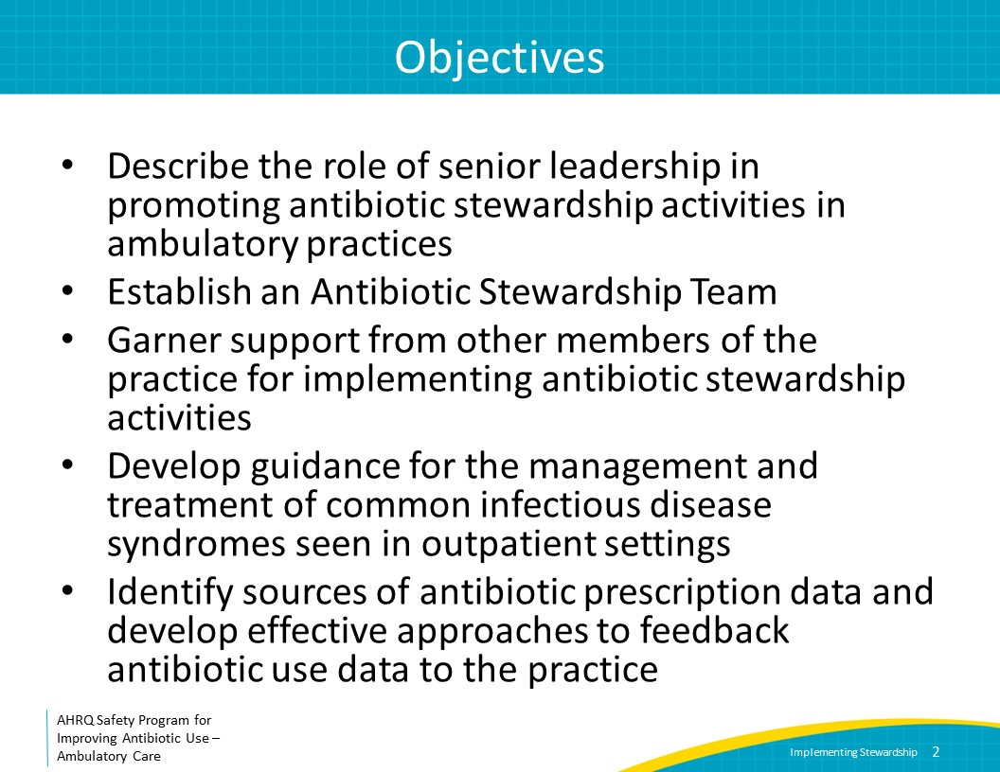 Objectives
• Describe the role of senior leadership in
promoting antibiotic stewardship activities in
ambulatory practices
• Establish an Antibiotic Stewardship Team
• Garner support from other members of the
practice for implementing antibiotic stewardship
activities
• Develop guidance for the management and
treatment of common infectious disease
syndromes seen in outpatient settings
• Identify sources of antibiotic prescription data and
develop effective approaches to feedback
antibiotic use data to the practice
AHRQ Safety Program for
Improving Antibiotic Use –
Ambulatory Care
Implementing Stewardship 2